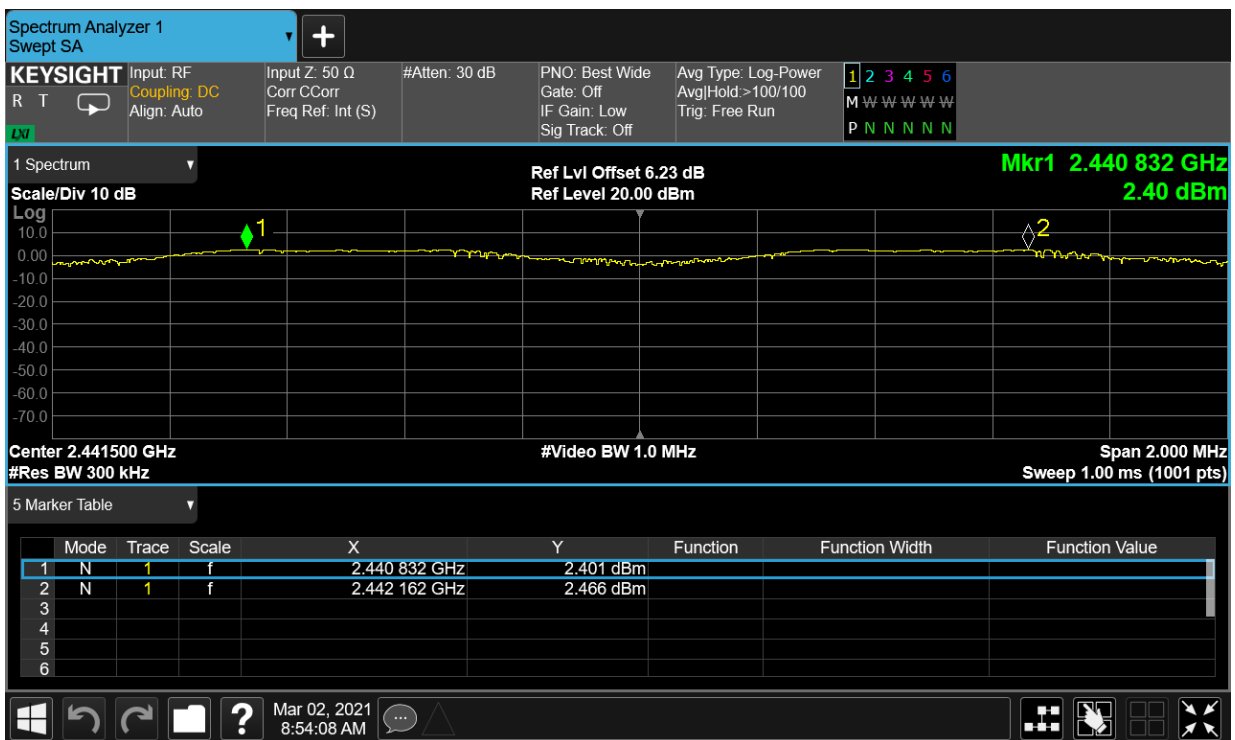 Spectrum Analyzer 1
Swept SA
KEYSIGHT
R T
LXI
Input: RF
Coupling: DC
Align: Auto
Input Z: 50 Ω
Corr CCorr
Freq Ref: Int (S)
#Atten: 30 dB
PNO: Best Wide
Gate: Off
IF Gain: Low
Sig Track: Off
Avg Type: Log-Power
Avg|Hold:>100/100
Trig: Free Run
1 2 3 4 5 6
M W W W W W
P N N N N N
1 Spectrum
Scale/Div 10 dB
Ref Lvl Offset 6.23 dB
Ref Level 20.00 dBm
Mkr1 2.440 832 GHz
2.40 dBm
Log
10.0
0.00
-10.0
-20.0
-30.0
-40.0
-50.0
-60.0
-70.0
1
2
Center 2.441500 GHz
#Video BW 1.0 MHz
Span 2.000 MHz
#Res BW 300 kHz
Sweep 1.00 ms (1001 pts)
5 Marker Table
Mode Trace Scale X Y Function Function Width Function Value
1 N 1 f 2.440 832 GHz 2.401 dBm
2 N 1 f 2.442 162 GHz 2.466 dBm
3
4
5
6
?
Mar 02, 2021
8:54:08 AM